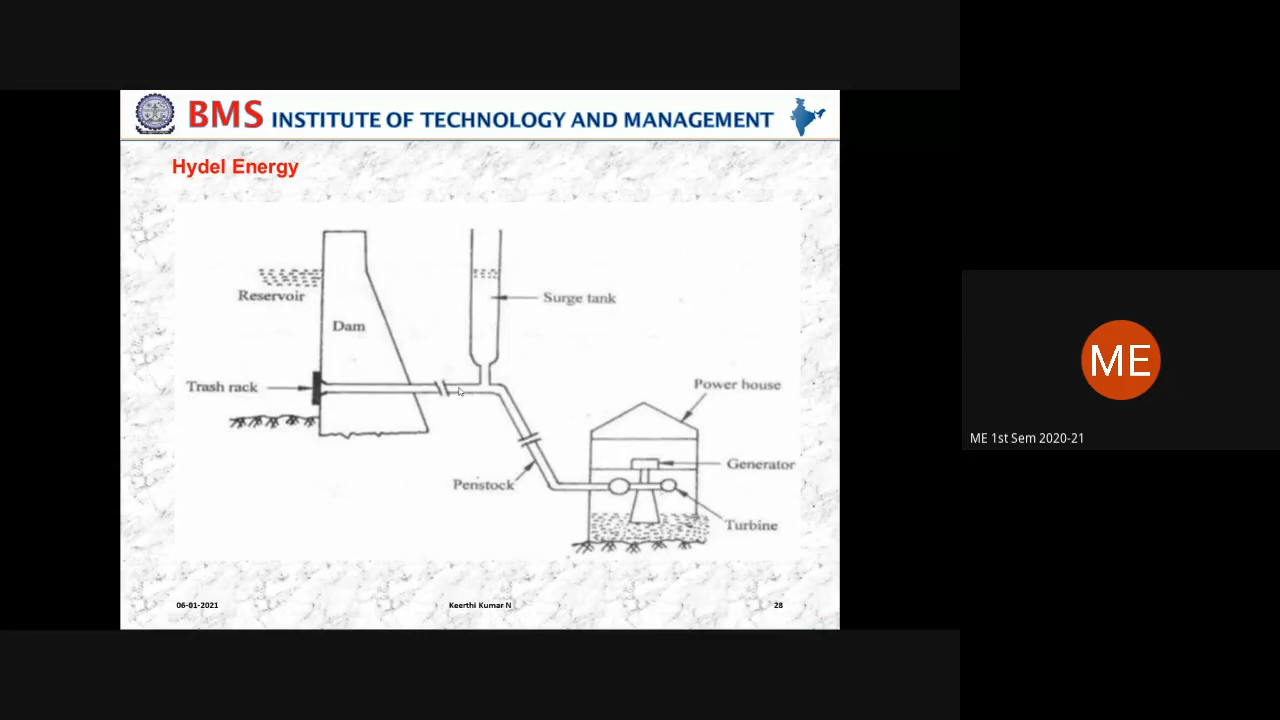 BMS INSTITUTE OF TECHNOLOGY AND MANAGEMENT
Hydel Energy
Reservoir
Surge tank
Dam
Trash rack
Power house
Generator
Penstock
Turbine
06-01-2021 Keerthi Kumar N 28
ME
ME 1st Sem 2020-21